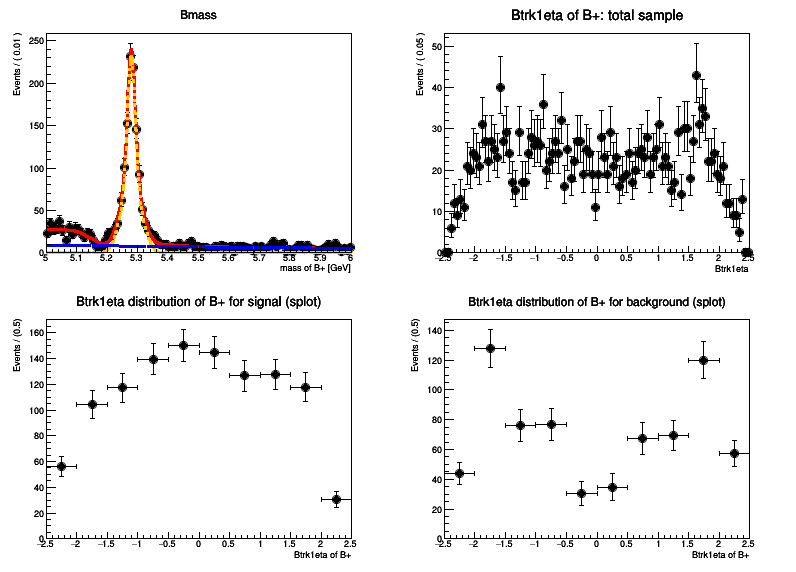 Bmass
Events / ( 0.01 )
250
200
150
100
50
0
5 5.1 5.2 5.3 5.4 5.5 5.6 5.7 5.8 5.9 6
mass of B+ [GeV]
Btrk1eta of B+: total sample
Events / ( 0.05 )
50
40
30
20
10
0
−2.5 −2 −1.5 −1 −0.5 0 0.5 1 1.5 2 2.5
Btrk1eta
Btrk1eta distribution of B+ for signal (splot)
Events / (0.5)
160
140
120
100
80
60
40
20
0
−2.5 −2 −1.5 −1 −0.5 0 0.5 1 1.5 2 2.5
Btrk1eta of B+
Btrk1eta distribution of B+ for background (splot)
Events / (0.5)
140
120
100
80
60
40
20
0
−2.5 −2 −1.5 −1 −0.5 0 0.5 1 1.5 2 2.5
Btrk1eta of B+